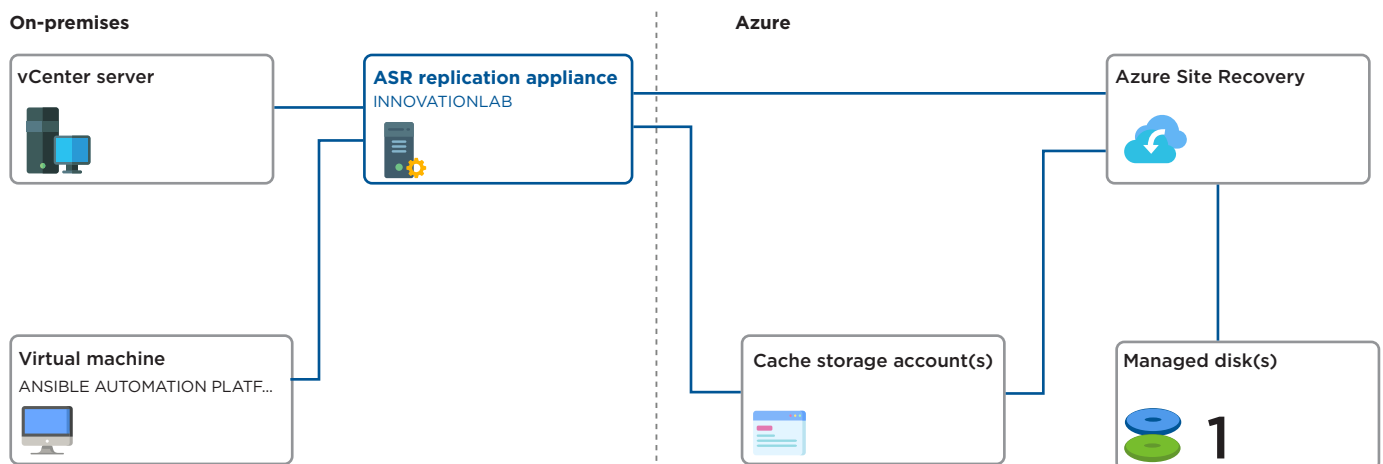 On-premises
Azure
vCenter server
ASR replication appliance
INNOVATIONLAB
Azure Site Recovery
Virtual machine
ANSIBLE AUTOMATION PLATF...
Cache storage account(s)
Managed disk(s)
1